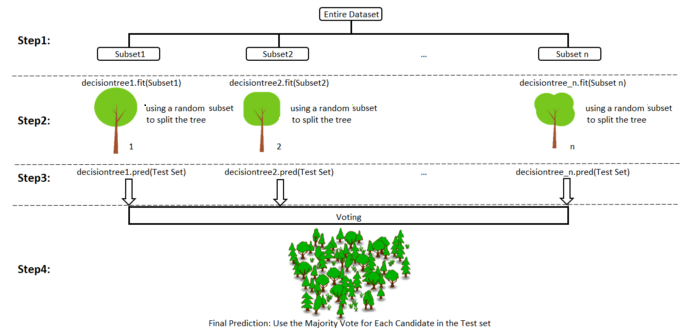 Entire Dataset
Step1:
Subset1 Subset2 ... Subset n
decisiontree1.fit(Subset1) decisiontree2.fit(Subset2) decisiontree_n.fit(Subset n)
Step2:
using a random subset to split the tree
using a random subset to split the tree
using a random subset to split the tree
1 2 n
Step3:
decisiontree1.pred(Test Set) decisiontree2.pred(Test Set) ... decisiontree_n.pred(Test Set)
Voting
Step4:
Final Prediction: Use the Majority Vote for Each Candidate in the Test set